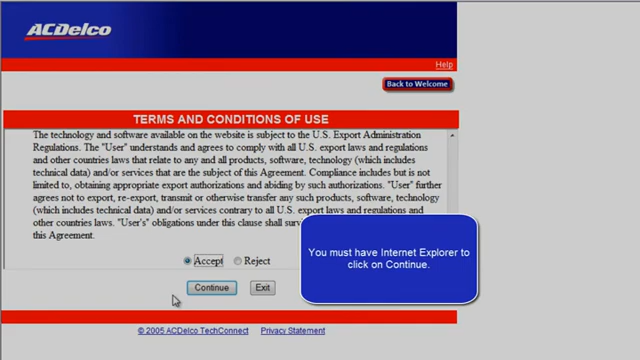 ACDelco
Help
Back to Welcome
TERMS AND CONDITIONS OF USE
The technology and software available on the website is subject to the U.S. Export Administration
Regulations. The "User" understands and agrees to comply with all U.S. export laws and regulations
and other countries laws that relate to any and all products, software, technology (which includes
technical data) and/or services that are the subject of this Agreement. Compliance includes but is not
limited to, obtaining appropriate export authorizations and abiding by such authorizations. "User" further
agrees not to export, re-export, transmit or otherwise transfer any such products, software, technology
(which includes technical data) and/or services contrary to all U.S. export laws and regulations and
other countries laws. "User's" obligations under this clause shall
this Agreement.
You must have Internet Explorer to
click on Continue.
Accept Reject
Continue Exit
© 2005 ACDelco TechConnect Privacy Statement